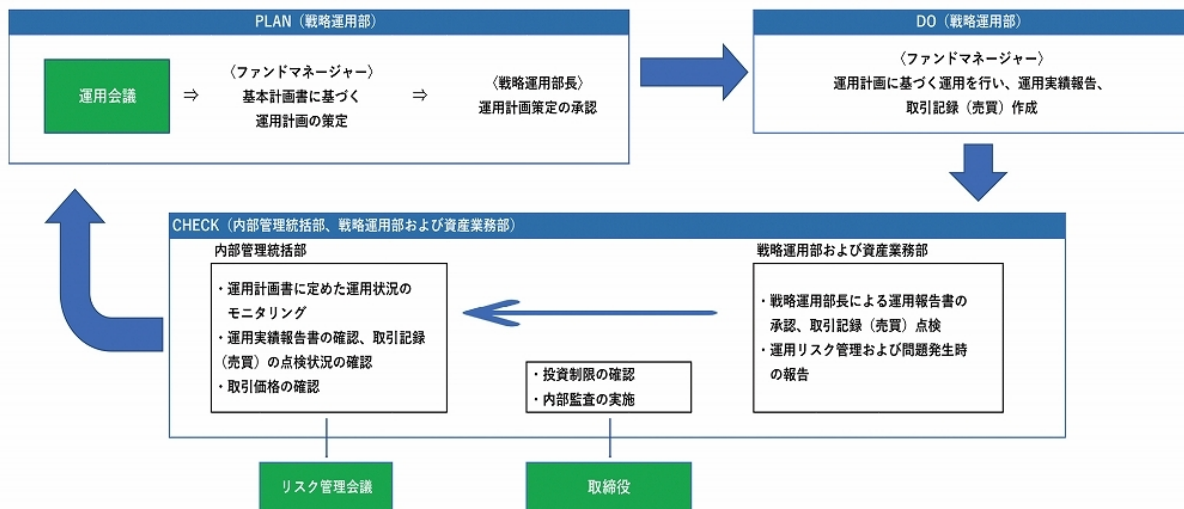 PLAN（戦略運用部）
運用会議
⇒
〈ファンドマネージャー〉
基本計画書に基づく
運用計画の策定
⇒
〈戦略運用部長〉
運用計画策定の承認
DO（戦略運用部）
〈ファンドマネージャー〉
運用計画に基づく運用を行い、運用実績報告、
取引記録（売買）作成
CHECK（内部管理統括部、戦略運用部および資産業務部）
内部管理統括部
・運用計画書に定めた運用状況の
モニタリング
・運用実績報告書の確認、取引記録
（売買）の点検状況の確認
・取引価格の確認
・投資制限の確認
・内部監査の実施
戦略運用部および資産業務部
・戦略運用部長による運用報告書の
承認、取引記録（売買）点検
・運用リスク管理および問題発生時
の報告
リスク管理会議
取締役